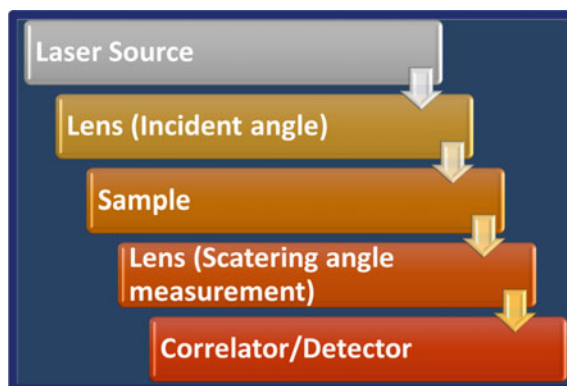 Laser Source
Lens (Incident angle)
Sample
Lens (Scatering angle
measurement)
Correlator/Detector